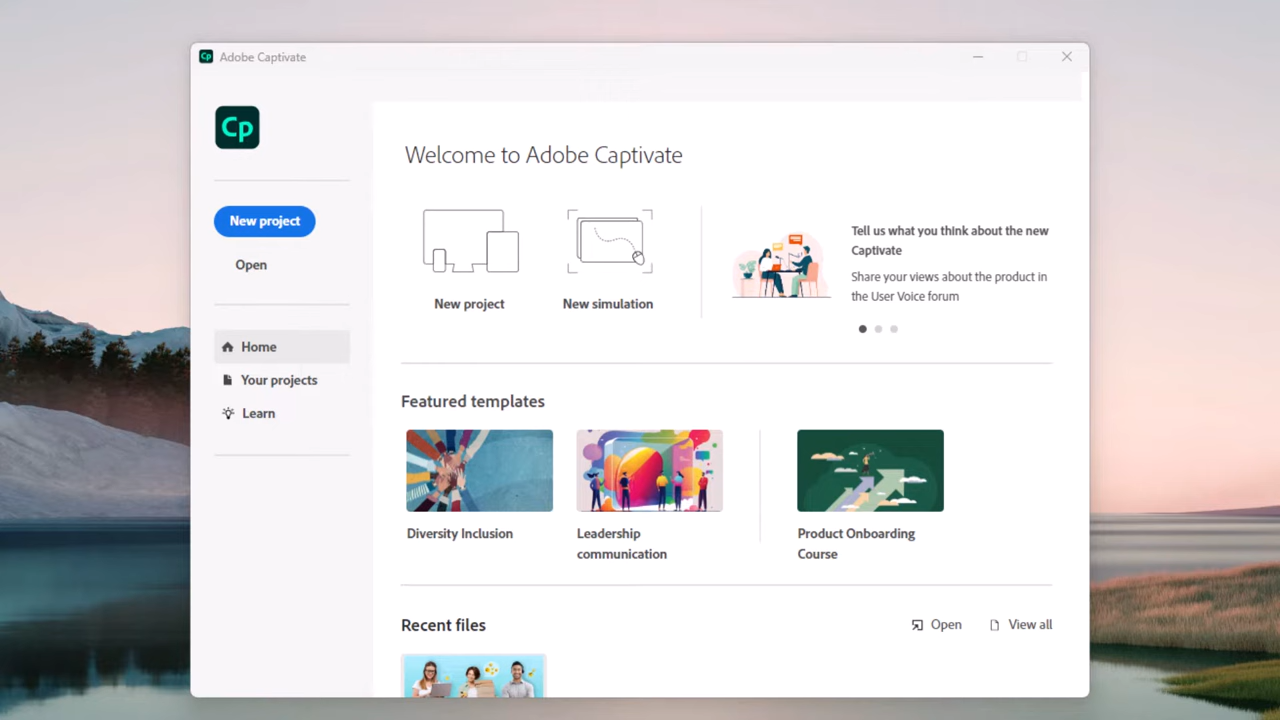 Cp Adobe Captivate
Cp
New project
Open
Home
Your projects
Learn
Welcome to Adobe Captivate
New project
New simulation
Tell us what you think about the new
Captivate
Share your views about the product in
the User Voice forum
Featured templates
Diversity Inclusion
Leadership
communication
Product Onboarding
Course
Recent files
Open
View all